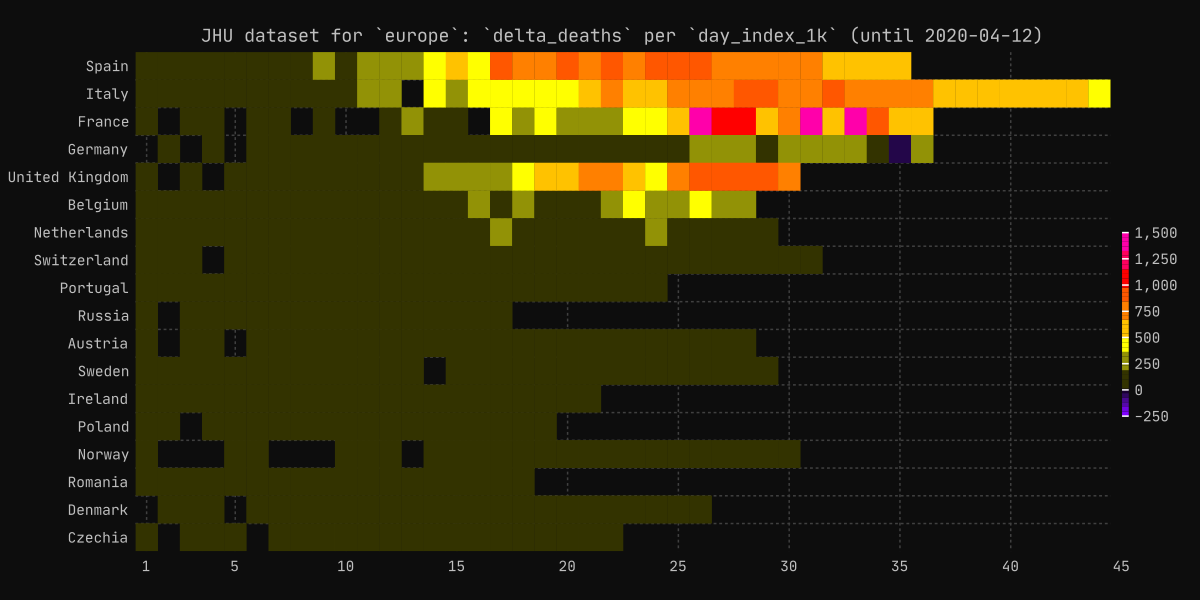 JHU dataset for `europe`: `delta_deaths` per `day_index_1k` (until 2020-04-12)
Spain
Italy
France
Germany
United Kingdom
Belgium
Netherlands
Switzerland
Portugal
Russia
Austria
Sweden
Ireland
Poland
Norway
Romania
Denmark
Czechia
1,500
1,250
1,000
750
500
250
0
-250
1 5 10 15 20 25 30 35 40 45